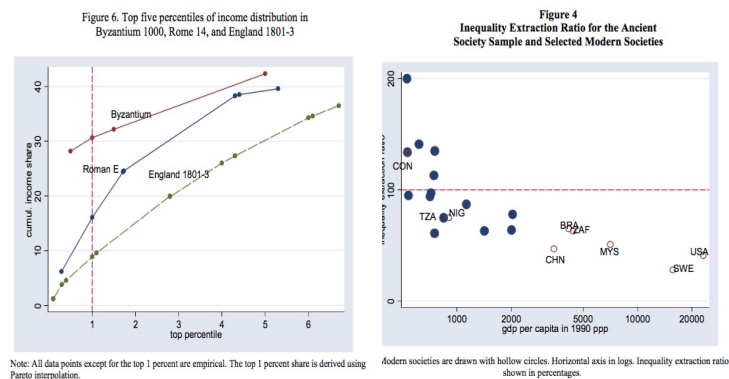 Figure 6. Top five percentiles of income distribution in
Byzantium 1000, Rome 14, and England 1801-3
40
30
20
10
0
cumul. income share
Byzantium
Roman E
England 1801-3
1
2
3
4
5
6
top percentile
Note: All data points except for the top 1 percent are empirical. The top 1 percent share is derived using
Pareto interpolation.
Figure 4
Inequality Extraction Ratio for the Ancient
Society Sample and Selected Modern Societies
200
100
0
CON
TZA
NIG
BRA
ZAF
CHN
MYS
USA
SWE
1000
2000
5000
10000
20000
gdp per capita in 1990 ppp
Modern societies are drawn with hollow circles. Horizontal axis in logs. Inequality extraction ratio
shown in percentages.